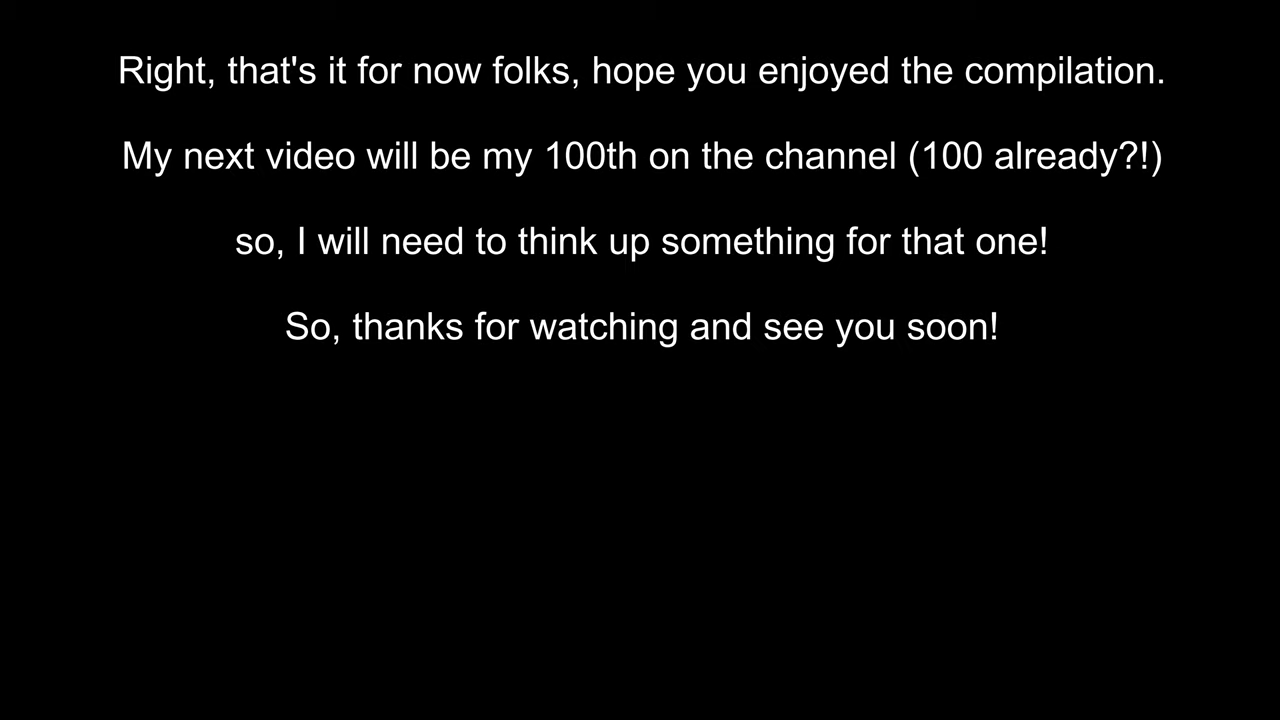 Right, that's it for now folks, hope you enjoyed the compilation.
My next video will be my 100th on the channel (100 already?!)
so, I will need to think up something for that one!
So, thanks for watching and see you soon!